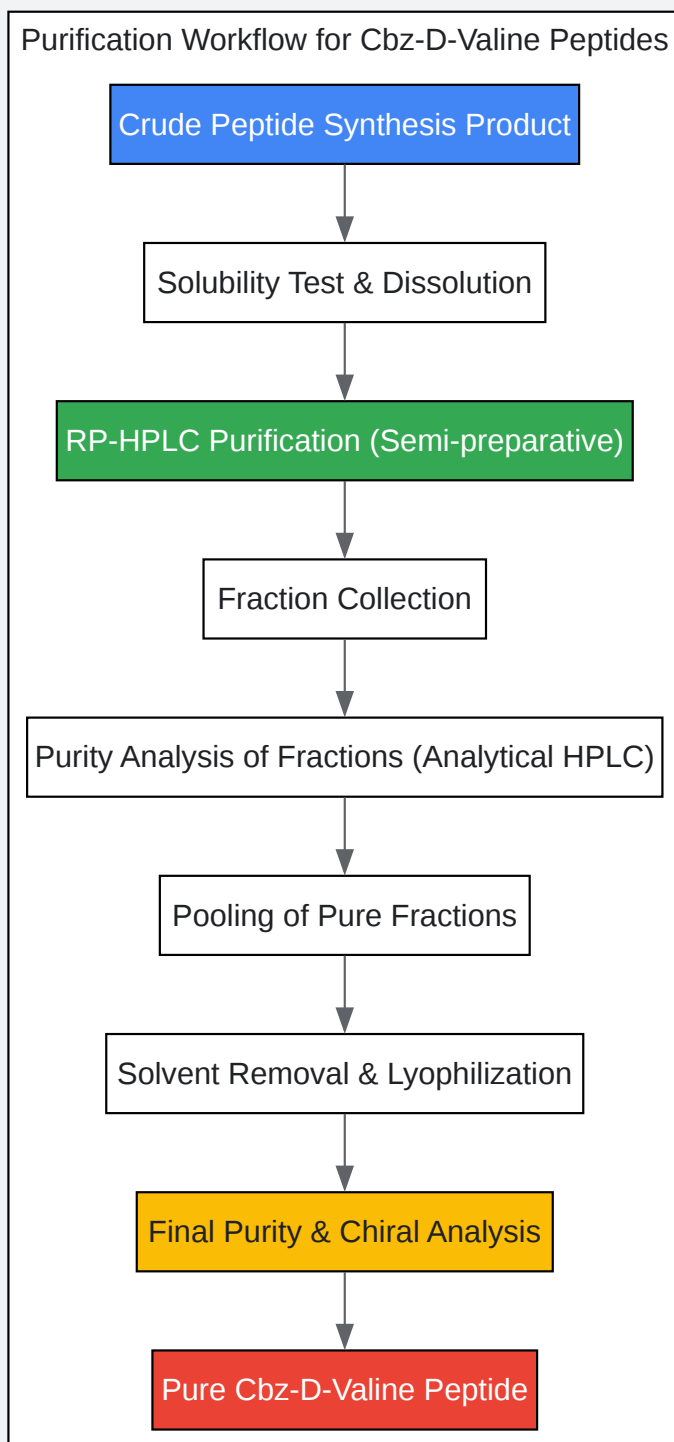 Purification Workflow for Cbz-D-Valine Peptides
Crude Peptide Synthesis Product
Solubility Test & Dissolution
RP-HPLC Purification (Semi-preparative)
Fraction Collection
Purity Analysis of Fractions (Analytical HPLC)
Pooling of Pure Fractions
Solvent Removal & Lyophilization
Final Purity & Chiral Analysis
Pure Cbz-D-Valine Peptide